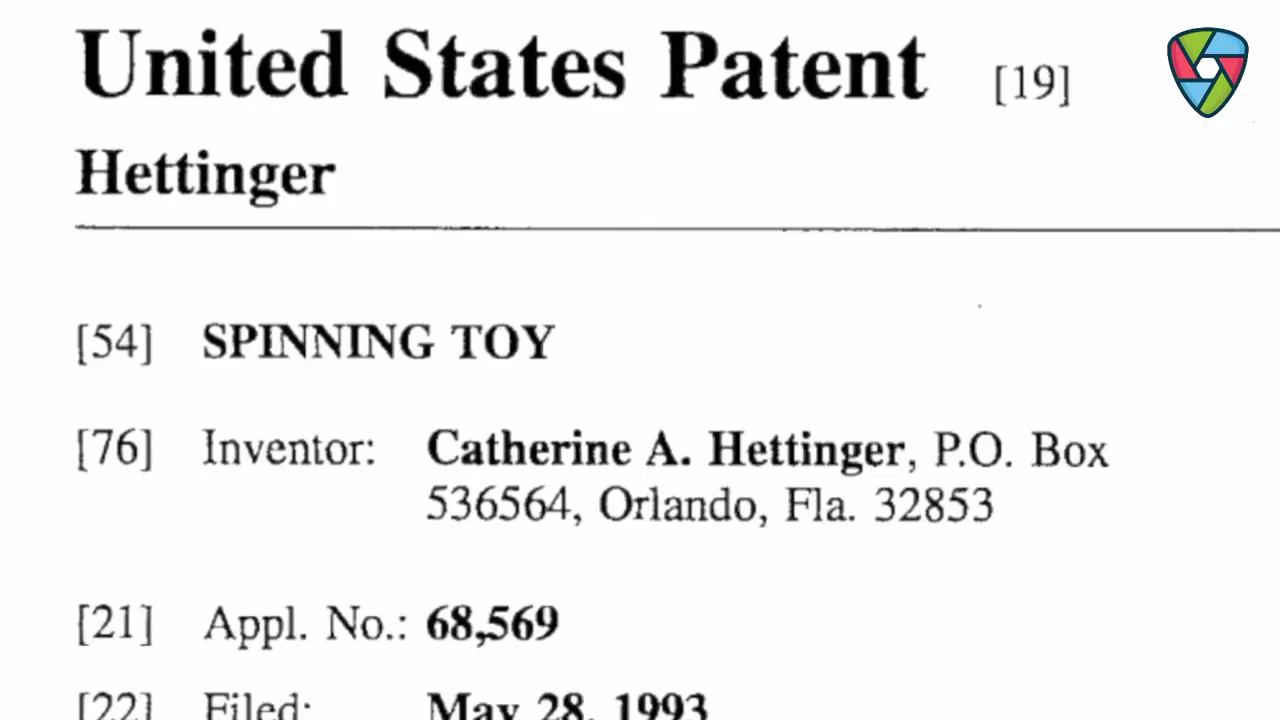 United States Patent [19]
Hettinger
[54] SPINNING TOY
[76] Inventor: Catherine A. Hettinger, P.O. Box
536564, Orlando, Fla. 32853
[21] Appl. No.: 68,569
[22] Filed: May 28, 1993